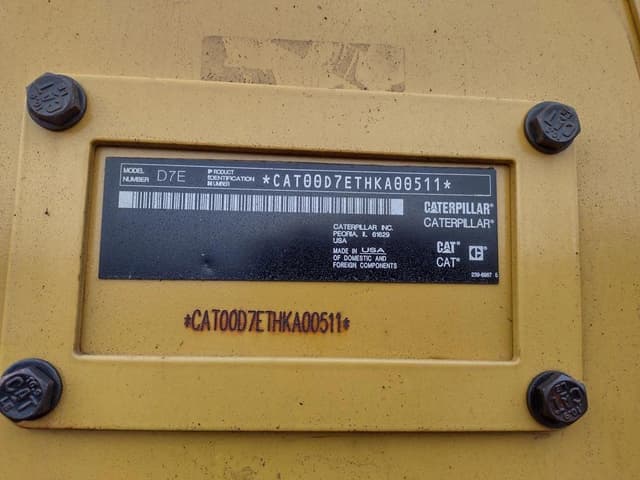 MODEL NUMBER D7E
PRODUCT IDENTIFICATION NUMBER *CAT00D7ETHKA00511*
CATERPILLAR INC.
PEORIA, IL 61629
USA
MADE IN USA
OF DOMESTIC AND
FOREIGN COMPONENTS
CATERPILLAR®
CATERPILLAR®
CAT®
CAT®
*CAT00D7ETHKA00511*
CAT